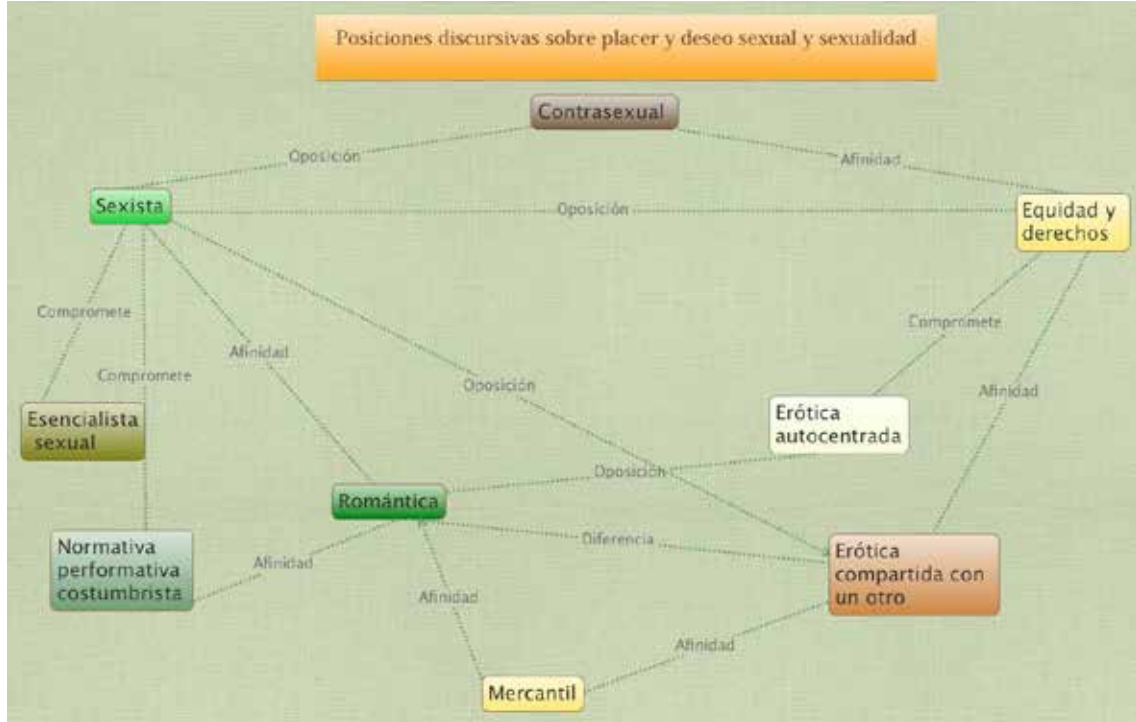 Posiciones discursivas sobre placer y deseo sexual y sexualidad
Contrasexual
Oposición
Afinidad
Sexista
Oposición
Equidad y
derechos
Compromete
Compromete
Afinidad
Compromete
Oposición
Afinidad
Esencialista
sexual
Erótica
autocentrada
Oposición
Romántica
Normativa
performativa
costumbrista
Afinidad
Diferencia
Erótica
compartida con
un otro
Afinidad
Afinidad
Mercantil